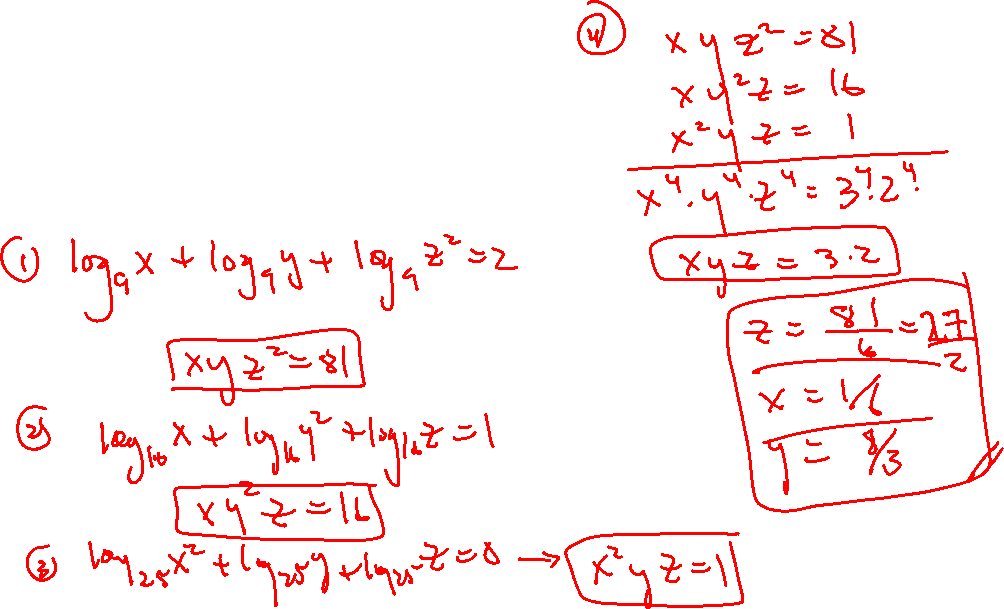 ① log₉x + log₉y + log₉z² = 2
xyz² = 81
② log₁₆x + log₁₆y² + log₁₆z = 1
xy²z = 16
③ log₂₅x² + log₂₅y + log₂₅z = 0 → x²yz = 1
④ xyz² = 81
xy²z = 16
x²yz = 1
x⁴·y⁴·z⁴ = 3⁴·2⁴
xyz = 3·2
z = 81/6 = 27/2
x = 1/6
y = 8/3